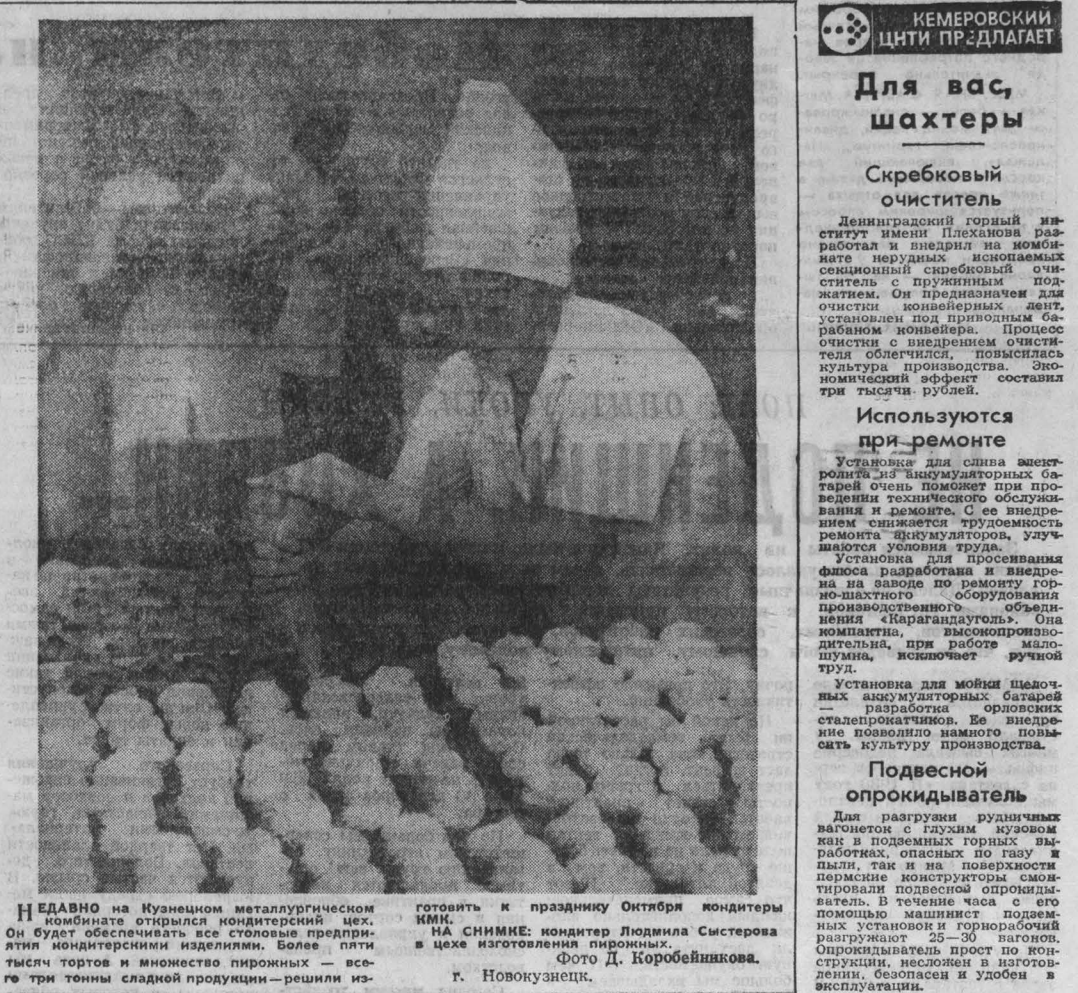 НЕДАВНО на Кузнецком металлургическом
комбинате открылся кондитерский цех.
Он будет обеспечивать все столовые предпри-
ятия кондитерскими изделиями. Более пяти
тысяч тортов и множество пирожных — все-
го три тонны сладкой продукции—решили из-
готовить к празднику Октября кондитеры
КМК.
НА СНИМКЕ: кондитер Людмила Сыстерова
в цехе изготовления пирожных.
Фото Д. Коробейникова.
г. Новокузнецк.
КЕМЕРОВСКИЙ
ЦНТИ ПРЕДЛАГАЕТ
Для вас,
шахтеры
Скребковый
очиститель
Ленинградский горный ин-
ститут имени Плеханова раз-
работал и внедрил на комби-
нате нерудных ископаемых
секционный скребковый очи-
ститель с пружинным под-
жатием. Он предназначен для
очистки конвейерных лент,
установлен под приводным ба-
рабаном конвейера. Процесс
очистки с внедрением очисти-
теля облегчился, повысилась
культура производства. Эко-
номический эффект составил
три тысячи рублей.
Используются
при ремонте
Установка для слива элект-
ролита из аккумуляторных ба-
тарей очень поможет при про-
ведении технического обслужи-
вания и ремонте. С ее внедре-
нием снижается трудоемкость
ремонта аккумуляторов, улуч-
шаются условия труда.
Установка для просеивания
флюса разработана и внедре-
на на заводе по ремонту гор-
но-шахтного оборудования
производственного объеди-
нения «Карагандауголь». Она
компактна, высокопроизво-
дительна, при работе мало-
шумна, исключает ручной
труд.
Установка для мойки щелоч-
ных аккумуляторных батарей
— разработка орловских
сталепрокатчиков. Ее внедре-
ние позволило намного повы-
сить культуру производства.
Подвесной
опрокидыватель
Для разгрузки рудничных
вагонеток с глухим кузовом
как в подземных горных вы-
работках, опасных по газу и
пыли, так и на поверхности
пермские конструкторы смон-
тировали подвесной опрокиды-
ватель. В течение часа с его
помощью машинист подзем-
ных установок и горнорабочий
разгружают 25—30 вагонов.
Опрокидыватель прост по кон-
струкции, несложен в изготов-
лении, безопасен и удобен в
эксплуатации.